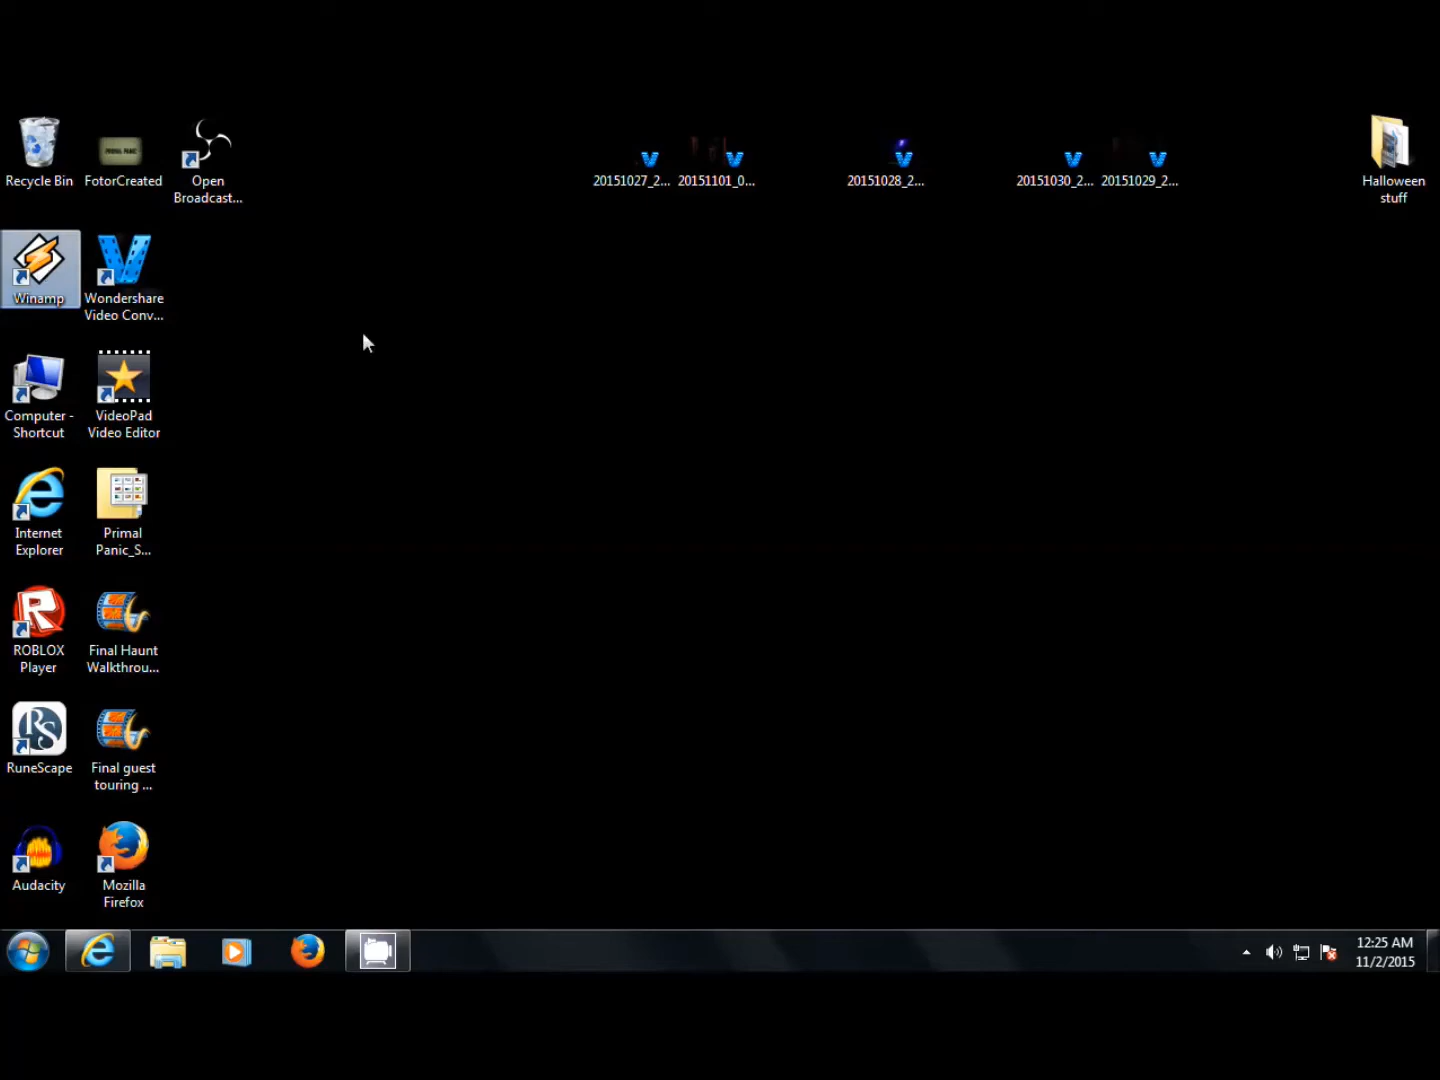 Recycle Bin
FotorCreated
Open
Broadcast...
20151027_2...
20151101_0...
20151028_2...
20151030_2...
20151029_2...
Halloween
stuff
Winamp
Wondershare
Video Conv...
Computer -
Shortcut
VideoPad
Video Editor
Internet
Explorer
Primal
Panic_S...
ROBLOX
Player
Final Haunt
Walkthrou...
RuneScape
Final guest
touring ...
Audacity
Mozilla
Firefox
12:25 AM
11/2/2015